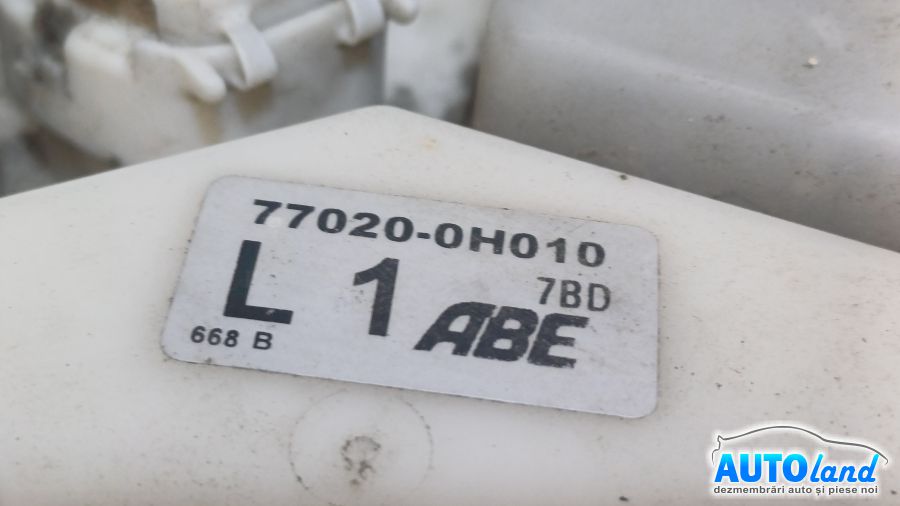 77020-0H010
L 1 7BD
668 B ABE
AUTOland
dezmembrări auto și piese noi